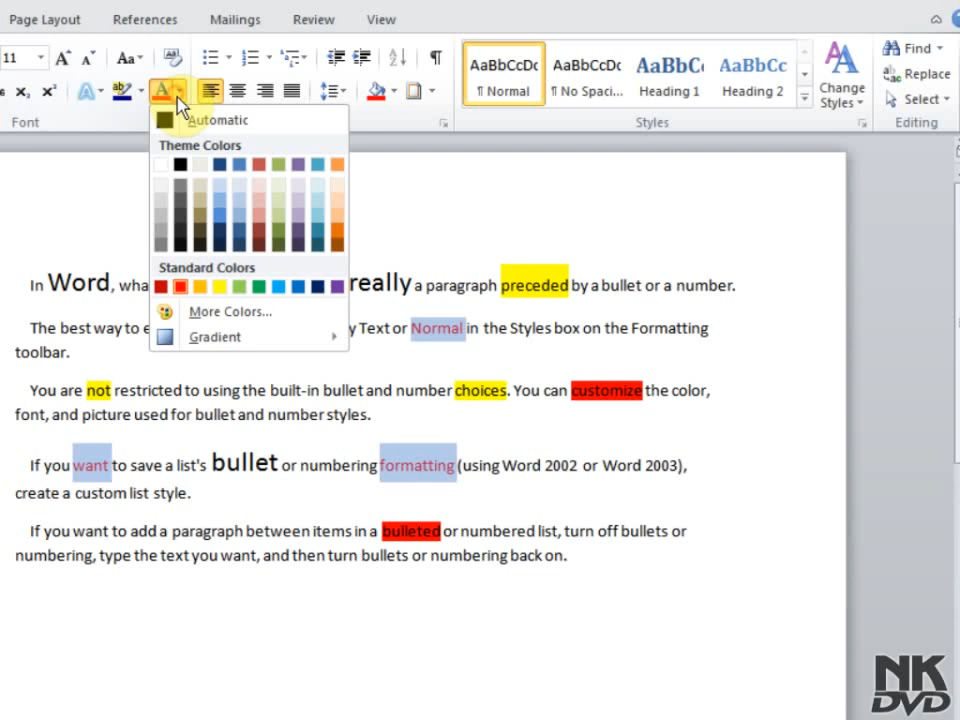 Page Layout References Mailings Review View
11 Aa Find
AaBbCcDc AaBbCcDc AaBbCc AaBbCc Replace
¶ Normal ¶ No Spaci... Heading 1 Heading 2 Change Styles Select
Font Styles Editing
Automatic
Theme Colors
Standard Colors
More Colors...
Gradient
In Word, wha really a paragraph preceded by a bullet or a number.
The best way to e y Text or Normal in the Styles box on the Formatting
toolbar.
You are not restricted to using the built-in bullet and number choices. You can customize the color,
font, and picture used for bullet and number styles.
If you want to save a list's bullet or numbering formatting (using Word 2002 or Word 2003),
create a custom list style.
If you want to add a paragraph between items in a bulleted or numbered list, turn off bullets or
numbering, type the text you want, and then turn bullets or numbering back on.
NK
DVD